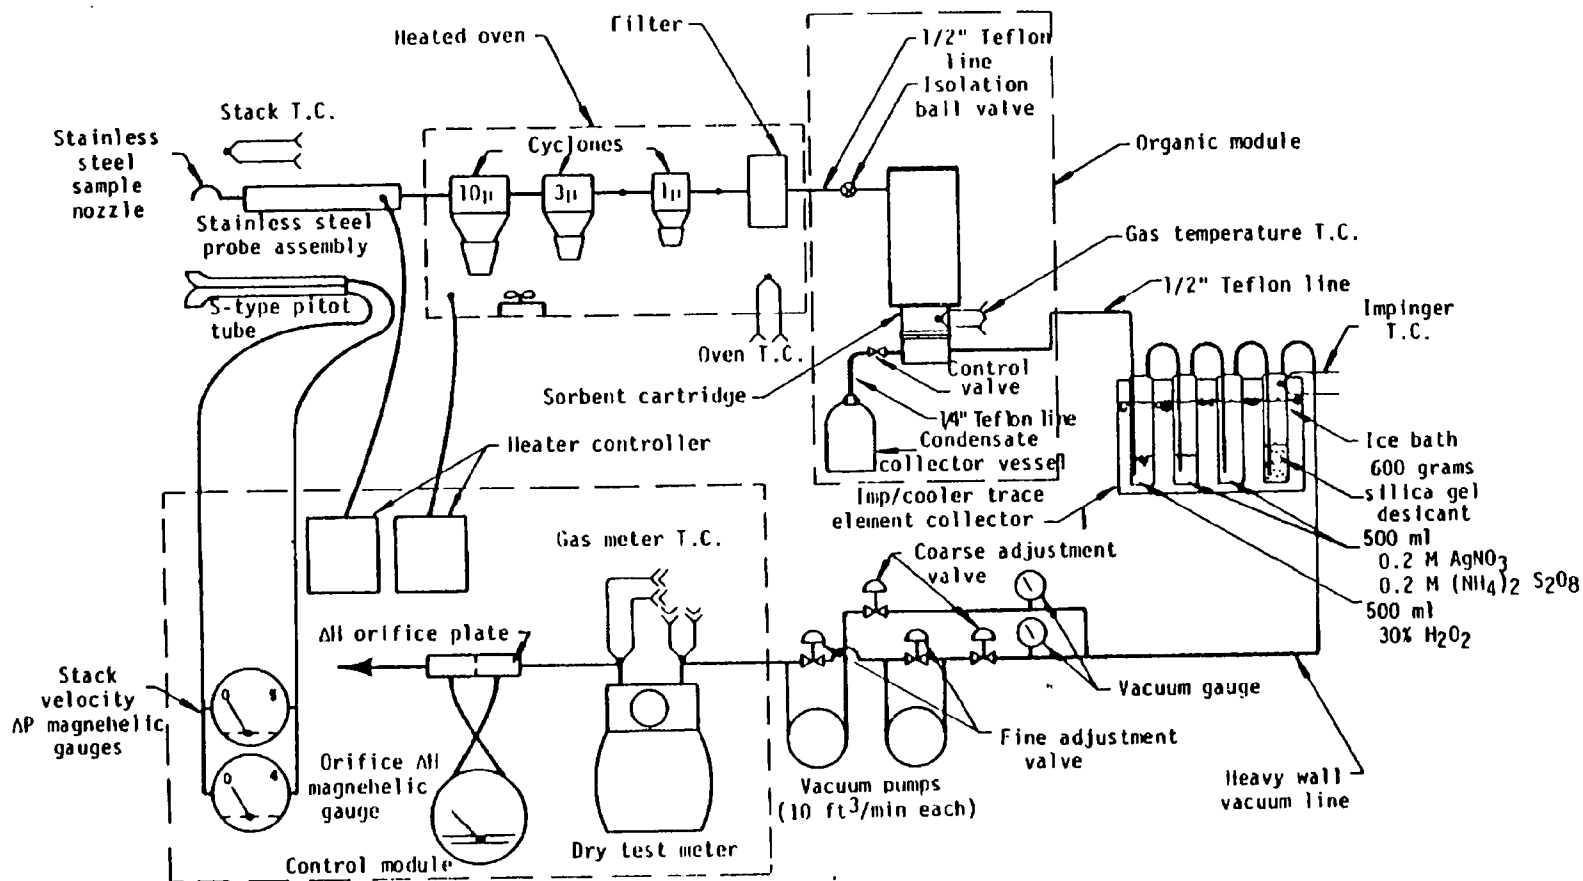 Stack T.C.
Heated oven
Filter
1/2" Teflon
line
Isolation
ball valve
Stainless
steel
sample
nozzle
Cyclones
10μ
3μ
1μ
Organic module
Stainless steel
probe assembly
Gas temperature T.C.
S-type pitot
tube
Oven T.C.
1/2" Teflon line
Impinger
T.C.
Sorbent cartridge
Control
valve
1/4" Teflon line
Condensate
collector vessel
Heater controller
Imp/cooler trace
element collector
Ice bath
600 grams
silica gel
desicant
500 ml
0.2 M AgNO3
0.2 M (NH4)2 S2O8
500 ml
30% H2O2
Gas meter T.C.
Coarse adjustment
valve
ΔH orifice plate
Stack
velocity
ΔP magnehelic
gauges
0 5
0 4
Orifice ΔH
magnehelic
gauge
Vacuum gauge
Fine adjustment
valve
Vacuum pumps
(10 ft3/min each)
Heavy wall
vacuum line
Dry test meter
Control module